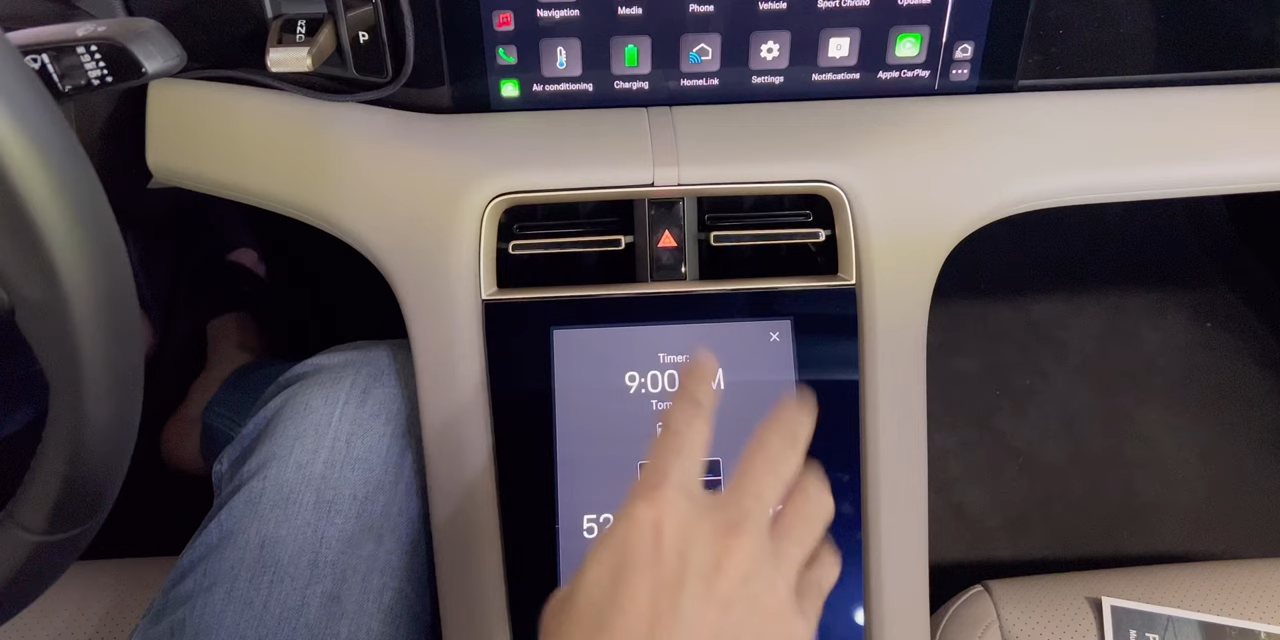 R
N
D
P
Navigation Media Phone Vehicle Sport Chrono Updates
Air conditioning Charging HomeLink Settings Notifications Apple CarPlay
0
Timer:
9:00
52